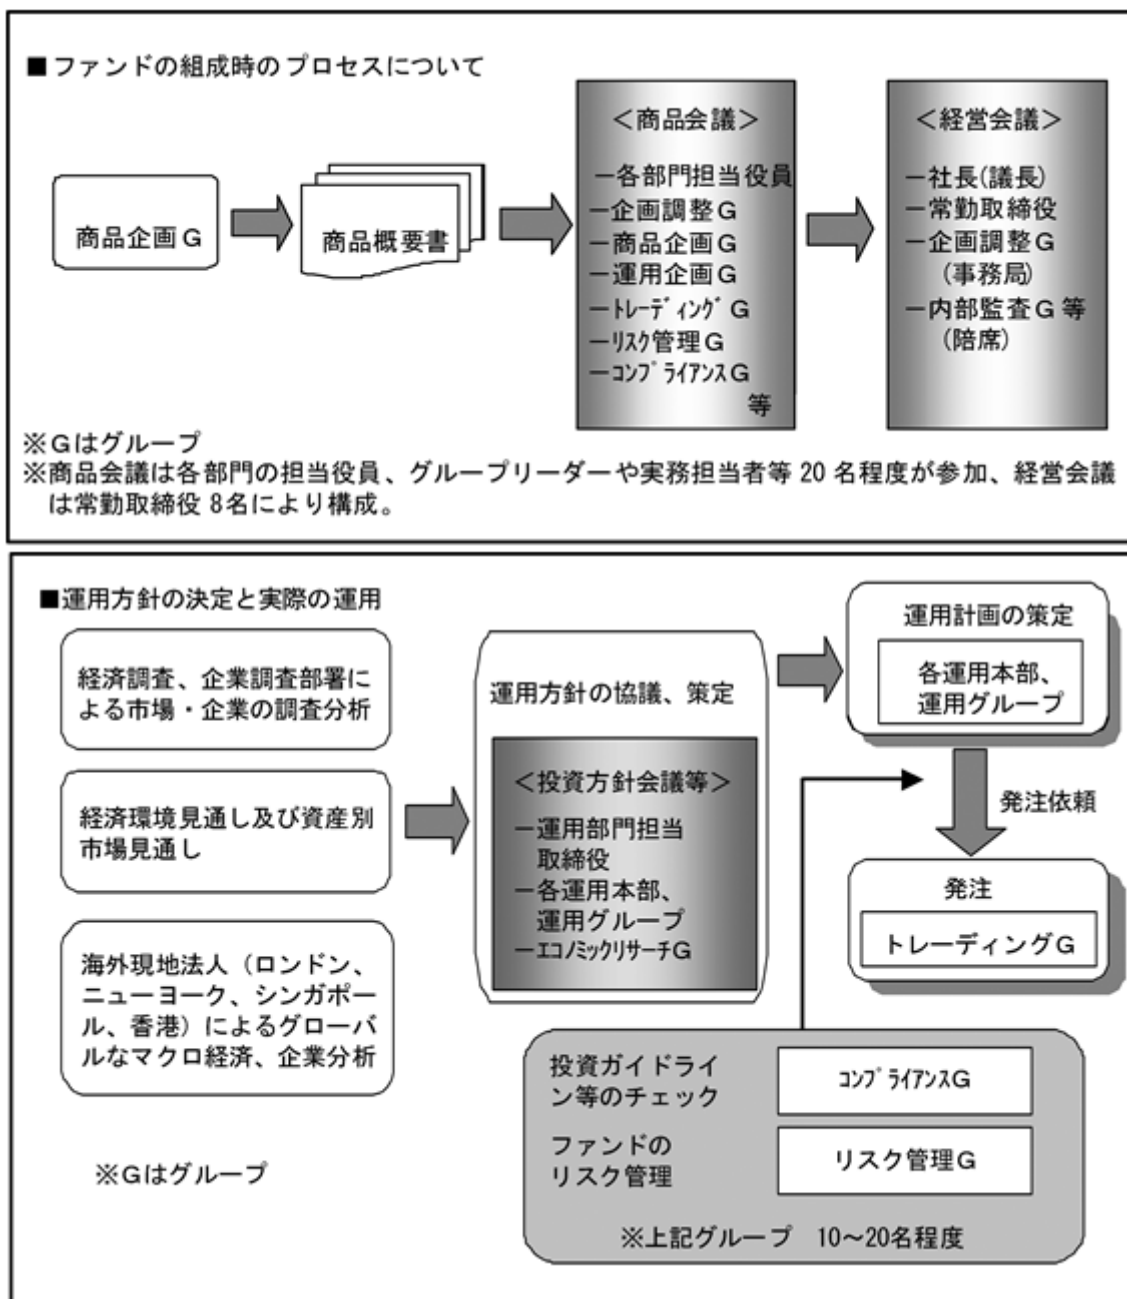 ■ファンドの組成時のプロセスについて
商品企画G
商品概要書
＜商品会議＞
－各部門担当役員
－企画調整G
－商品企画G
－運用企画G
－ﾄﾚｰﾃﾞｨﾝｸﾞG
－ﾘｽｸ管理G
－ｺﾝﾌﾟﾗｲｱﾝｽG
等
＜経営会議＞
－社長(議長)
－常勤取締役
－企画調整G
(事務局)
－内部監査G等
(陪席)
※Gはグループ
※商品会議は各部門の担当役員、グループリーダーや実務担当者等 20 名程度が参加、経営会議
は常勤取締役 8名により構成。
■運用方針の決定と実際の運用
経済調査、企業調査部署に
よる市場・企業の調査分析
経済環境見通し及び資産別
市場見通し
海外現地法人（ロンドン、
ニューヨーク、シンガポー
ル、香港）によるグローバ
ルなマクロ経済、企業分析
※Gはグループ
運用方針の協議、策定
＜投資方針会議等＞
－運用部門担当
取締役
－各運用本部、
運用グループ
－ｴｺﾉﾐｯｸﾘｻｰﾁG
運用計画の策定
各運用本部、
運用グループ
発注依頼
発注
トレーディングG
投資ガイドライ
ン等のチェック
ｺﾝﾌﾟﾗｲｱﾝｽG
ファンドの
リスク管理
リスク管理G
※上記グループ　10～20名程度